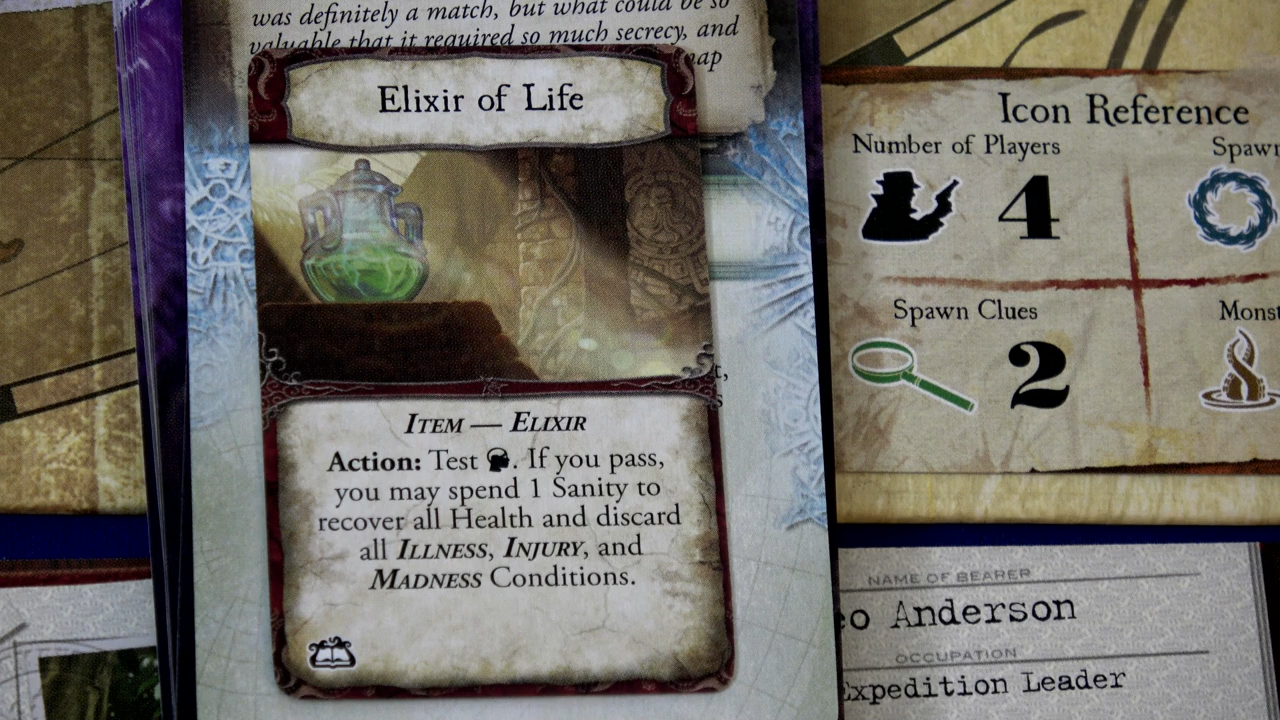 was definitely a match, but what could be so
valuable that it required so much secrecy, and
Elixir of Life
ITEM — ELIXIR
Action: Test . If you pass,
you may spend 1 Sanity to
recover all Health and discard
all ILLNESS, INJURY, and
MADNESS Conditions.
Icon Reference
Number of Players
4
Spawn Clues
2
NAME OF BEARER
Anderson
OCCUPATION
Expedition Leader